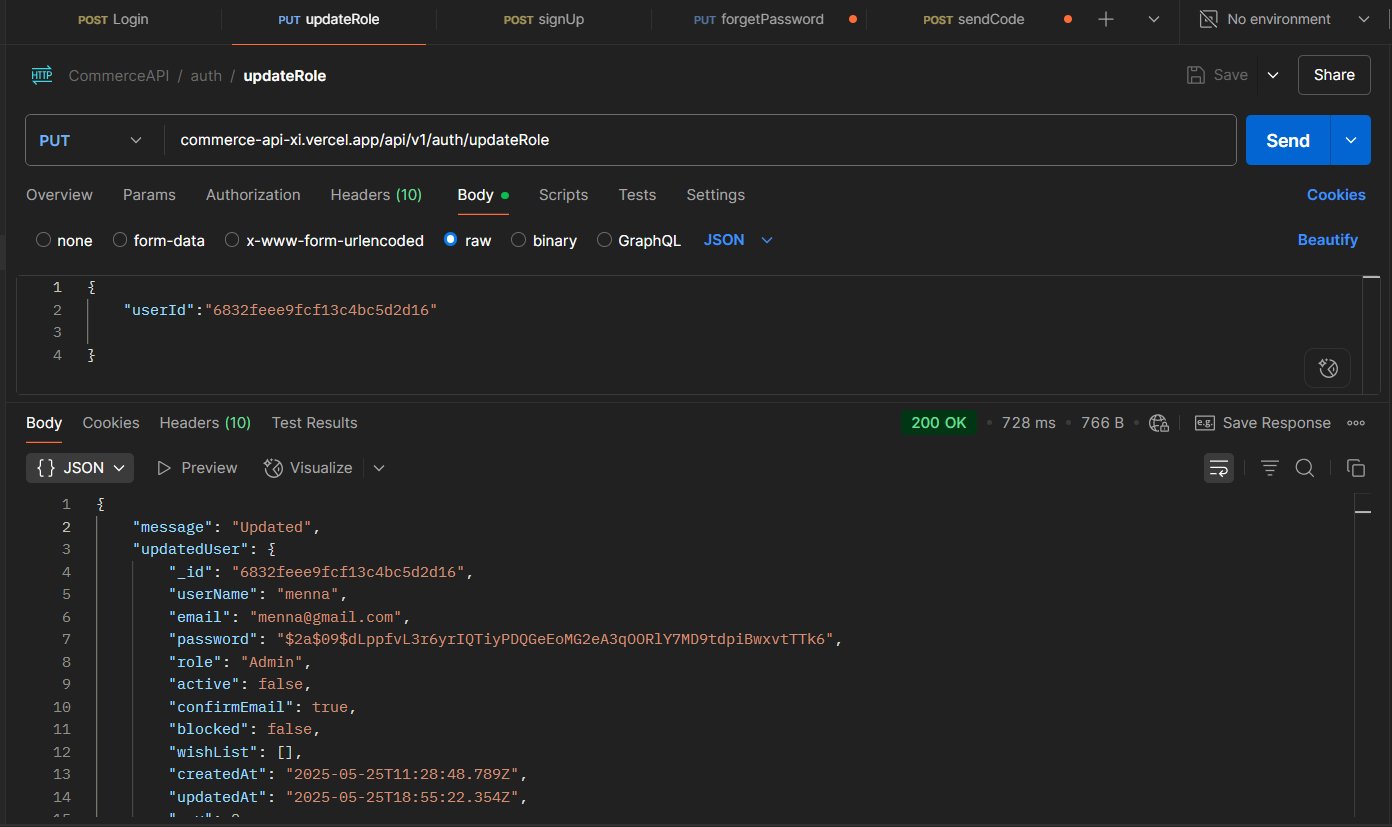 POST Login PUT updateRole POST signUp PUT forgetPassword POST sendCode No environment
HTTP CommerceAPI / auth / updateRole Save Share
PUT commerce-api-xi.vercel.app/api/v1/auth/updateRole Send
Overview Params Authorization Headers (10) Body Scripts Tests Settings Cookies
none form-data x-www-form-urlencoded raw binary GraphQL JSON Beautify
1 {
2 "userId":"6832feee9fcf13c4bc5d2d16"
3
4 }
Body Cookies Headers (10) Test Results 200 OK • 728 ms • 766 B • e.g. Save Response
{} JSON Preview Visualize
1 {
2 "message": "Updated",
3 "updatedUser": {
4 "_id": "6832feee9fcf13c4bc5d2d16",
5 "userName": "menna",
6 "email": "menna@gmail.com",
7 "password": "$2a$09$dLppfvL3r6yrIQTiyPDQGeEoMG2eA3qOORlY7MD9tdpiBwxvtTTk6",
8 "role": "Admin",
9 "active": false,
10 "confirmEmail": true,
11 "blocked": false,
12 "wishList": [],
13 "createdAt": "2025-05-25T11:28:48.789Z",
14 "updatedAt": "2025-05-25T18:55:22.354Z",